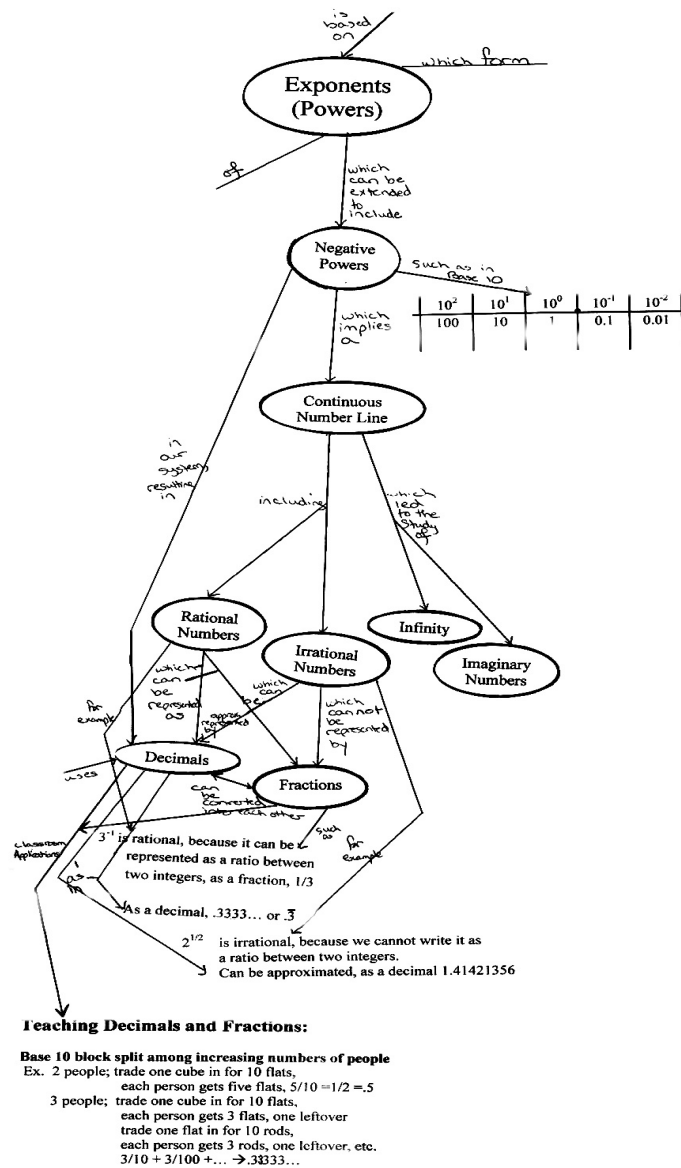 is
based
on
which form
Exponents
(Powers)
of
which
can be
extended
to
include
Negative
Powers
such as in
Base 10
10² 10¹ 10⁰ 10⁻¹ 10⁻²
100 10 1 0.1 0.01
which
implies
a
Continuous
Number Line
in
our
system,
resulting
in
including
which
led
to the
study
of
Rational
Numbers
Irrational
Numbers
Infinity
Imaginary
Numbers
for
example
which
can
be
represented
as
which
can
be
approx.
represented
by
which
cannot
be
represented
by
uses
Decimals
Fractions
can
be
converted
into each
other
such
as
for
example
Classroom
Applications
as
in
3⁻¹ is rational, because it can be
represented as a ratio between
two integers, as a fraction, 1/3
As a decimal, .3333... or .3̅
2^1/2 is irrational, because we cannot write it as
a ratio between two integers.
Can be approximated, as a decimal 1.41421356
Teaching Decimals and Fractions:
Base 10 block split among increasing numbers of people
Ex. 2 people; trade one cube in for 10 flats,
each person gets five flats, 5/10 =1/2 =.5
3 people; trade one cube in for 10 flats,
each person gets 3 flats, one leftover
trade one flat in for 10 rods,
each person gets 3 rods, one leftover, etc.
3/10 + 3/100 +... → .33333...